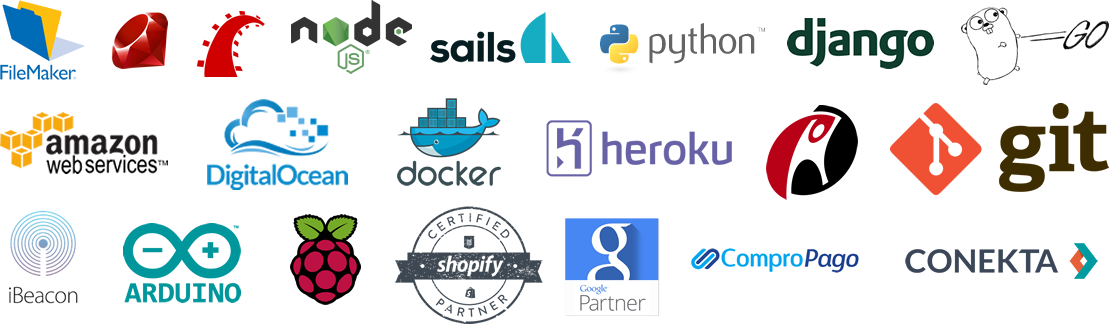 FileMaker
node
JS
sails
python™
django
GO
amazon
web services™
DigitalOcean
docker
heroku
git
iBeacon
™
ARDUINO
CERTIFIED
shopify
PARTNER
g
Google
Partner
ComproPago
CONEKTA